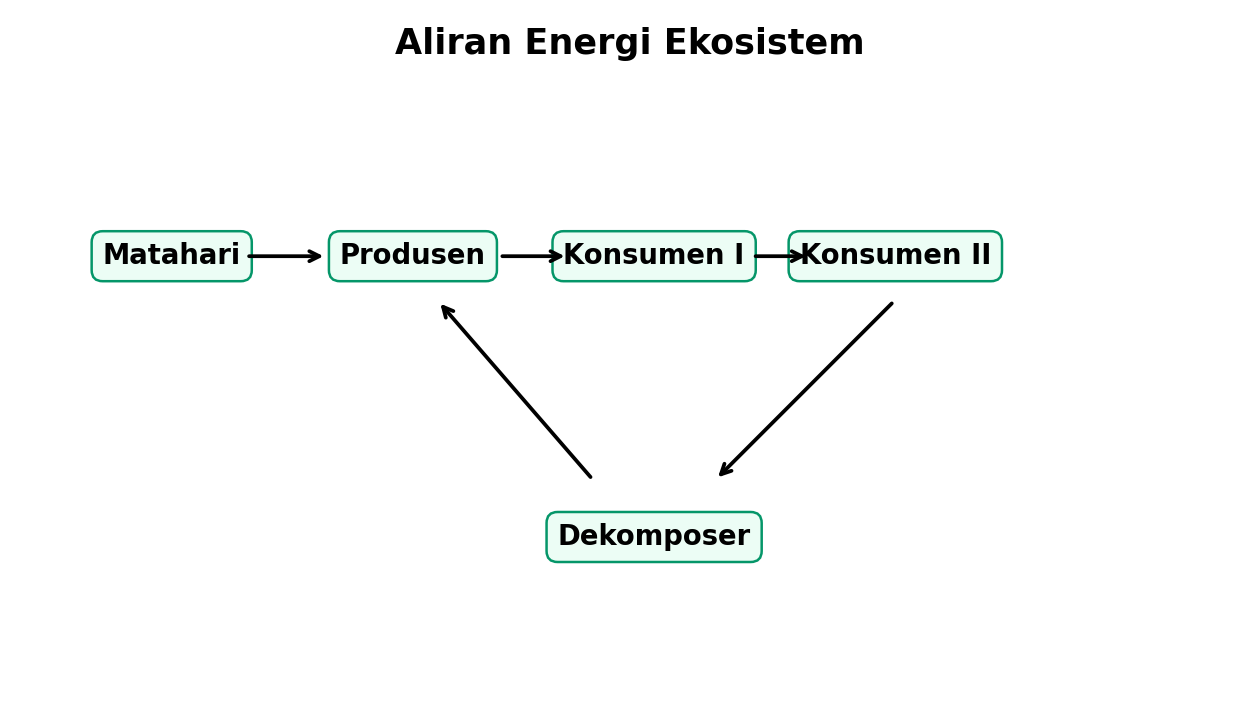 Aliran Energi Ekosistem
Matahari
Produsen
Konsumen I
Konsumen II
Dekomposer